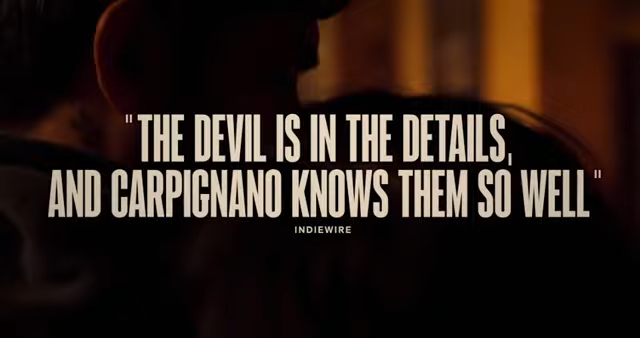 "THE DEVIL IS IN THE DETAILS,
AND CARPIGNANO KNOWS THEM SO WELL"
INDIEWIRE